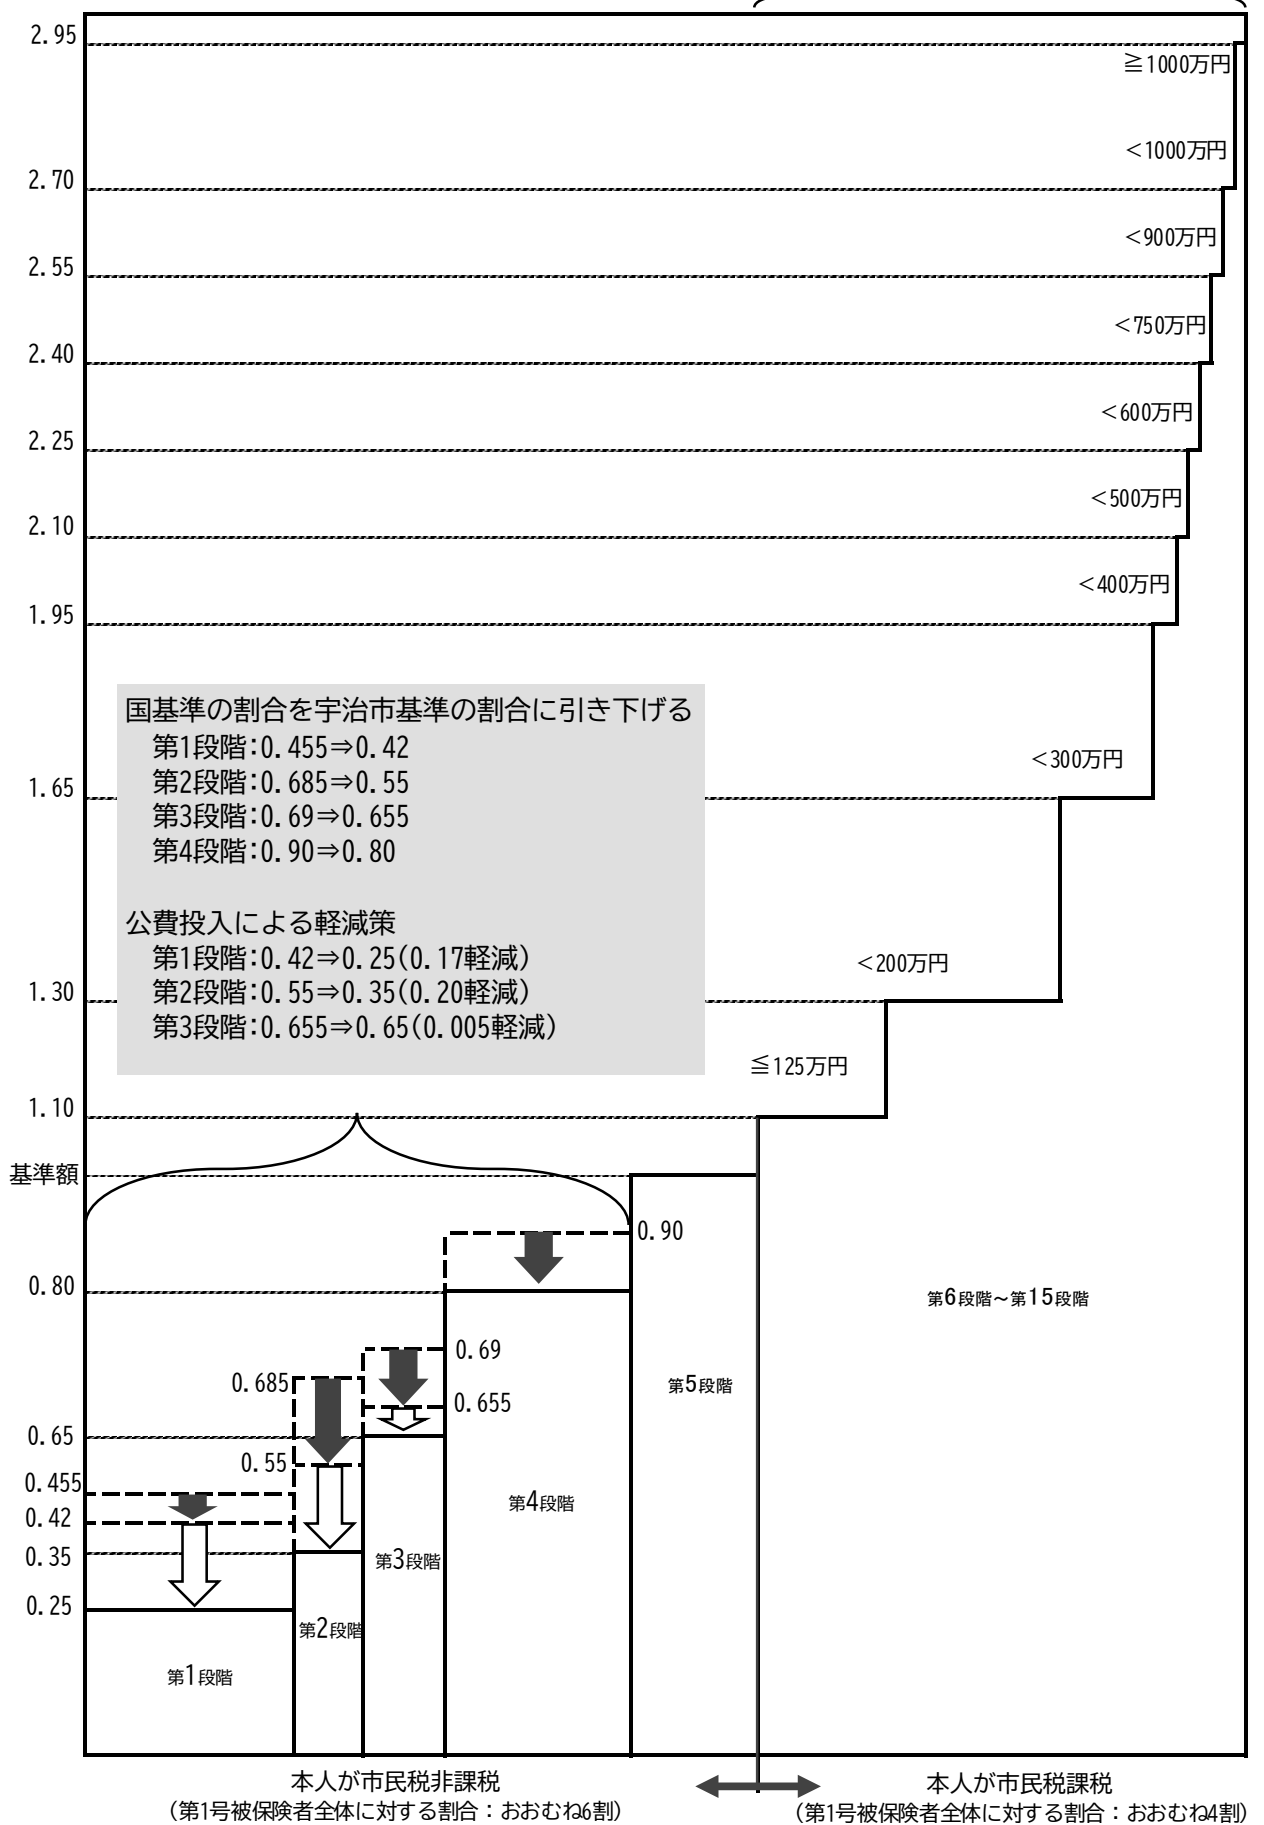 2.95
≧1000万円
＜1000万円
2.70
＜900万円
2.55
＜750万円
2.40
＜600万円
2.25
＜500万円
2.10
＜400万円
1.95
国基準の割合を宇治市基準の割合に引き下げる
第1段階：0.455⇒0.42
第2段階：0.685⇒0.55
第3段階：0.69⇒0.655
第4段階：0.90⇒0.80
公費投入による軽減策
第1段階：0.42⇒0.25(0.17軽減)
第2段階：0.55⇒0.35(0.20軽減)
第3段階：0.655⇒0.65(0.005軽減)
＜300万円
1.65
＜200万円
1.30
≦125万円
1.10
基準額
0.90
0.80
第6段階～第15段階
0.69
0.685
第5段階
0.655
0.65
0.55
0.455
第4段階
0.42
0.35
第3段階
0.25
第2段階
第1段階
本人が市民税非課税
（第1号被保険者全体に対する割合：おおむね6割）
本人が市民税課税
（第1号被保険者全体に対する割合：おおむね4割）